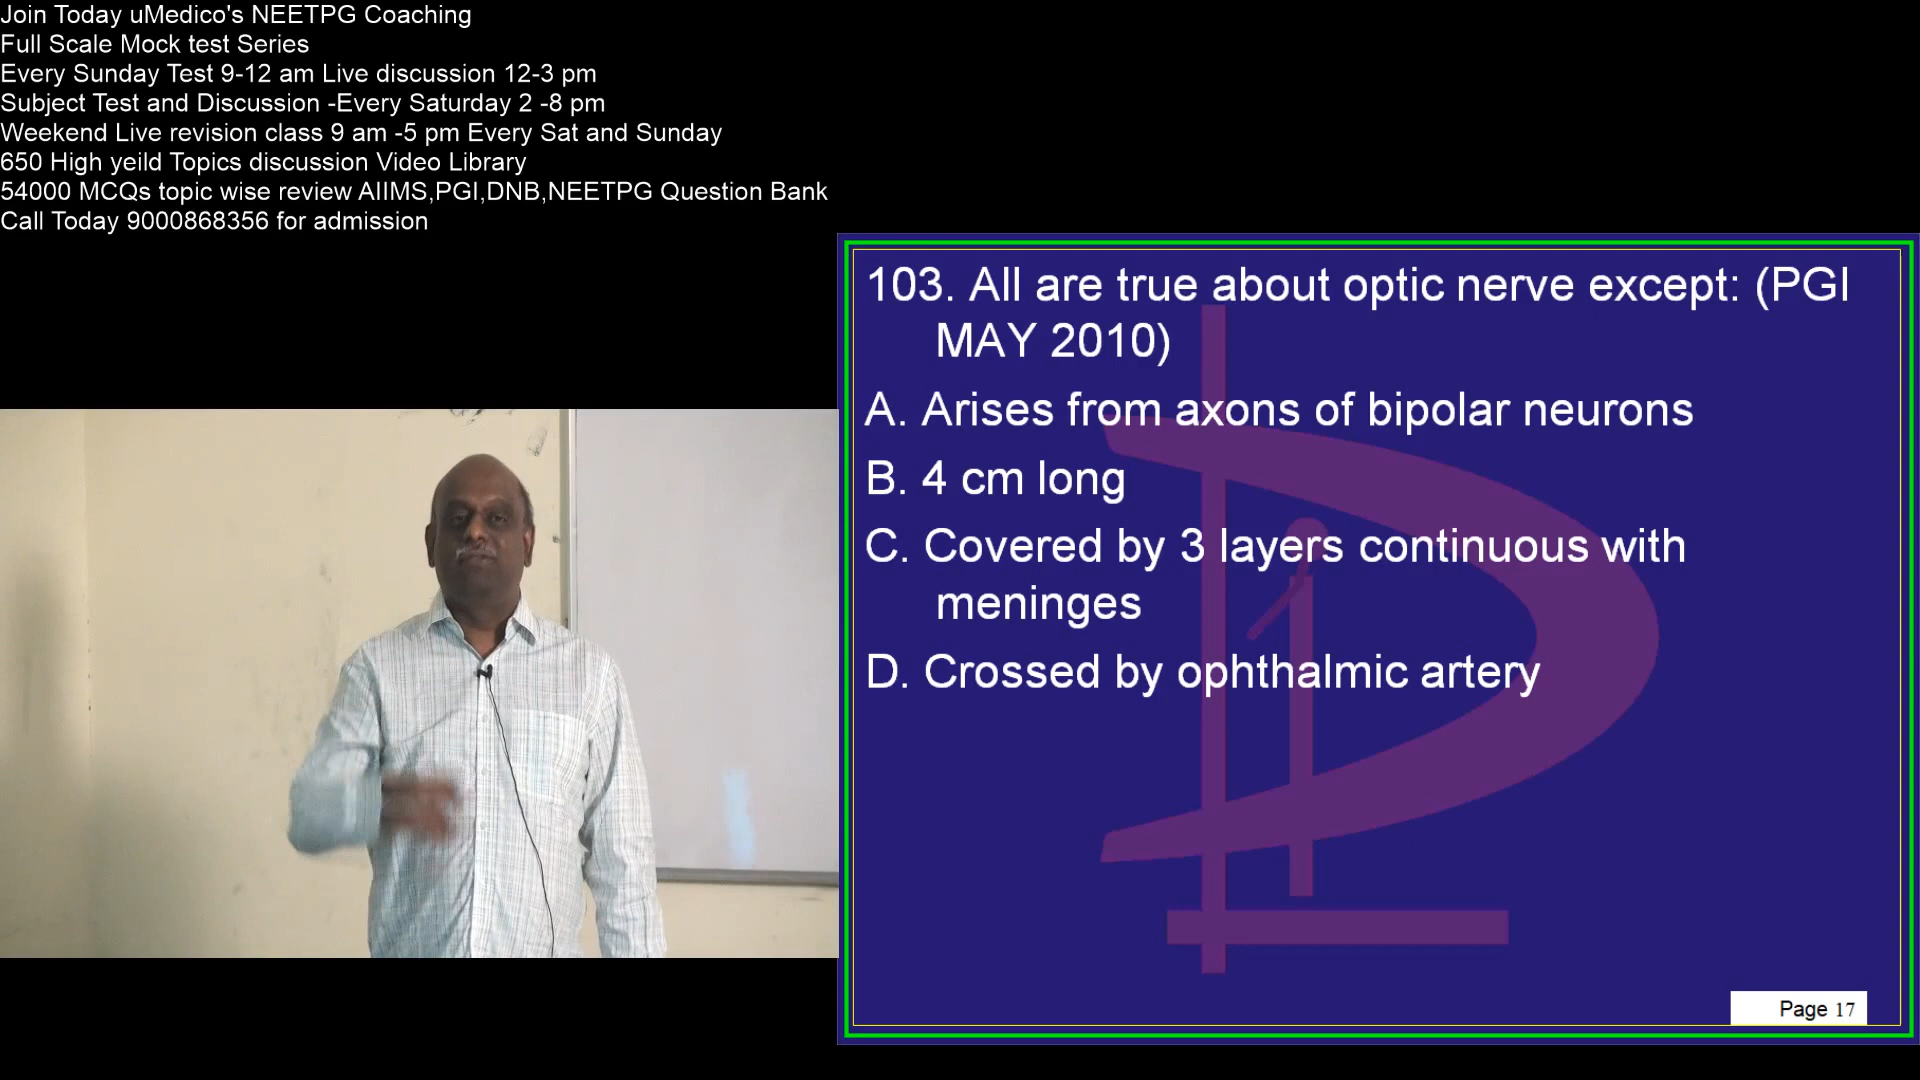 Join Today uMedico's NEETPG Coaching
Full Scale Mock test Series
Every Sunday Test 9-12 am Live discussion 12-3 pm
Subject Test and Discussion -Every Saturday 2 -8 pm
Weekend Live revision class 9 am -5 pm Every Sat and Sunday
650 High yeild Topics discussion Video Library
54000 MCQs topic wise review AIIMS,PGI,DNB,NEETPG Question Bank
Call Today 9000868356 for admission
103. All are true about optic nerve except: (PGI
MAY 2010)
A. Arises from axons of bipolar neurons
B. 4 cm long
C. Covered by 3 layers continuous with
meninges
D. Crossed by ophthalmic artery
Page 17